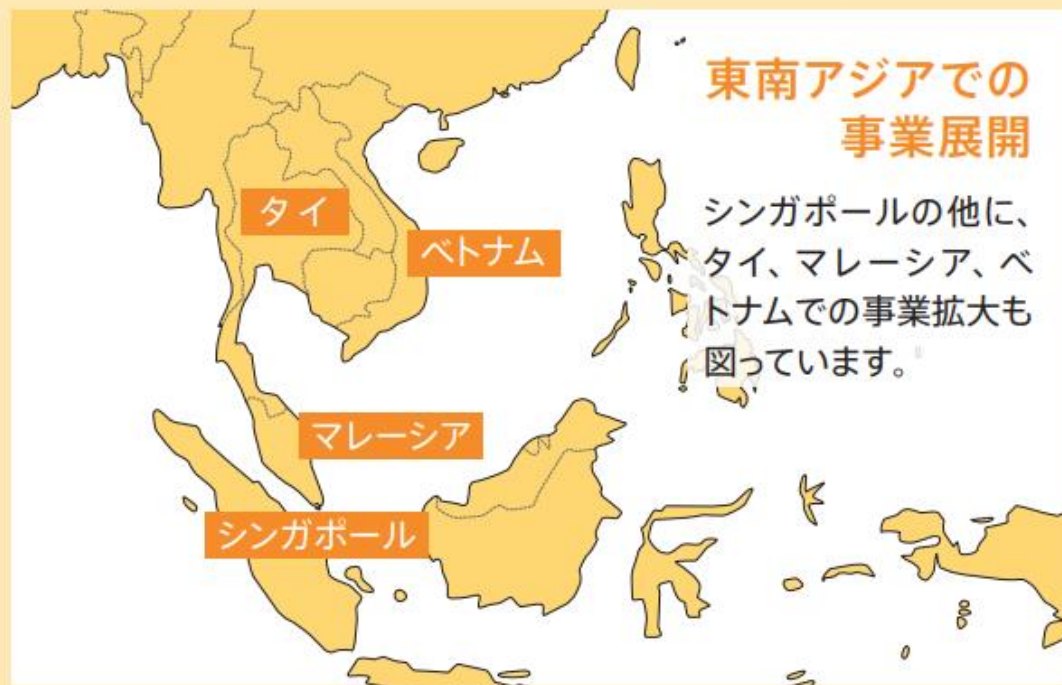 東南アジアでの
事業展開
シンガポールの他に、
タイ、マレーシア、ベ
トナムでの事業拡大も
図っています。
タイ
ベトナム
マレーシア
シンガポール